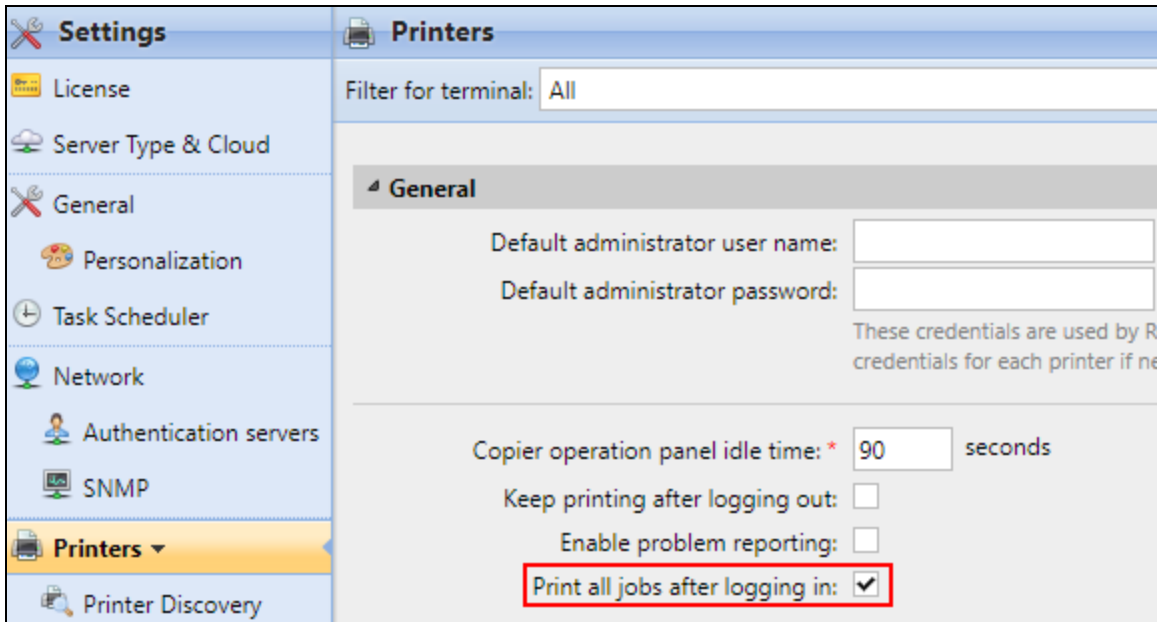 Settings
License
Server Type & Cloud
General
Personalization
Task Scheduler
Network
Authentication servers
SNMP
Printers
Printer Discovery
Printers
Filter for terminal: All
General
Default administrator user name:
Default administrator password:
These credentials are used by
credentials for each printer if
Copier operation panel idle time: * 90 seconds
Keep printing after logging out:
Enable problem reporting:
Print all jobs after logging in: